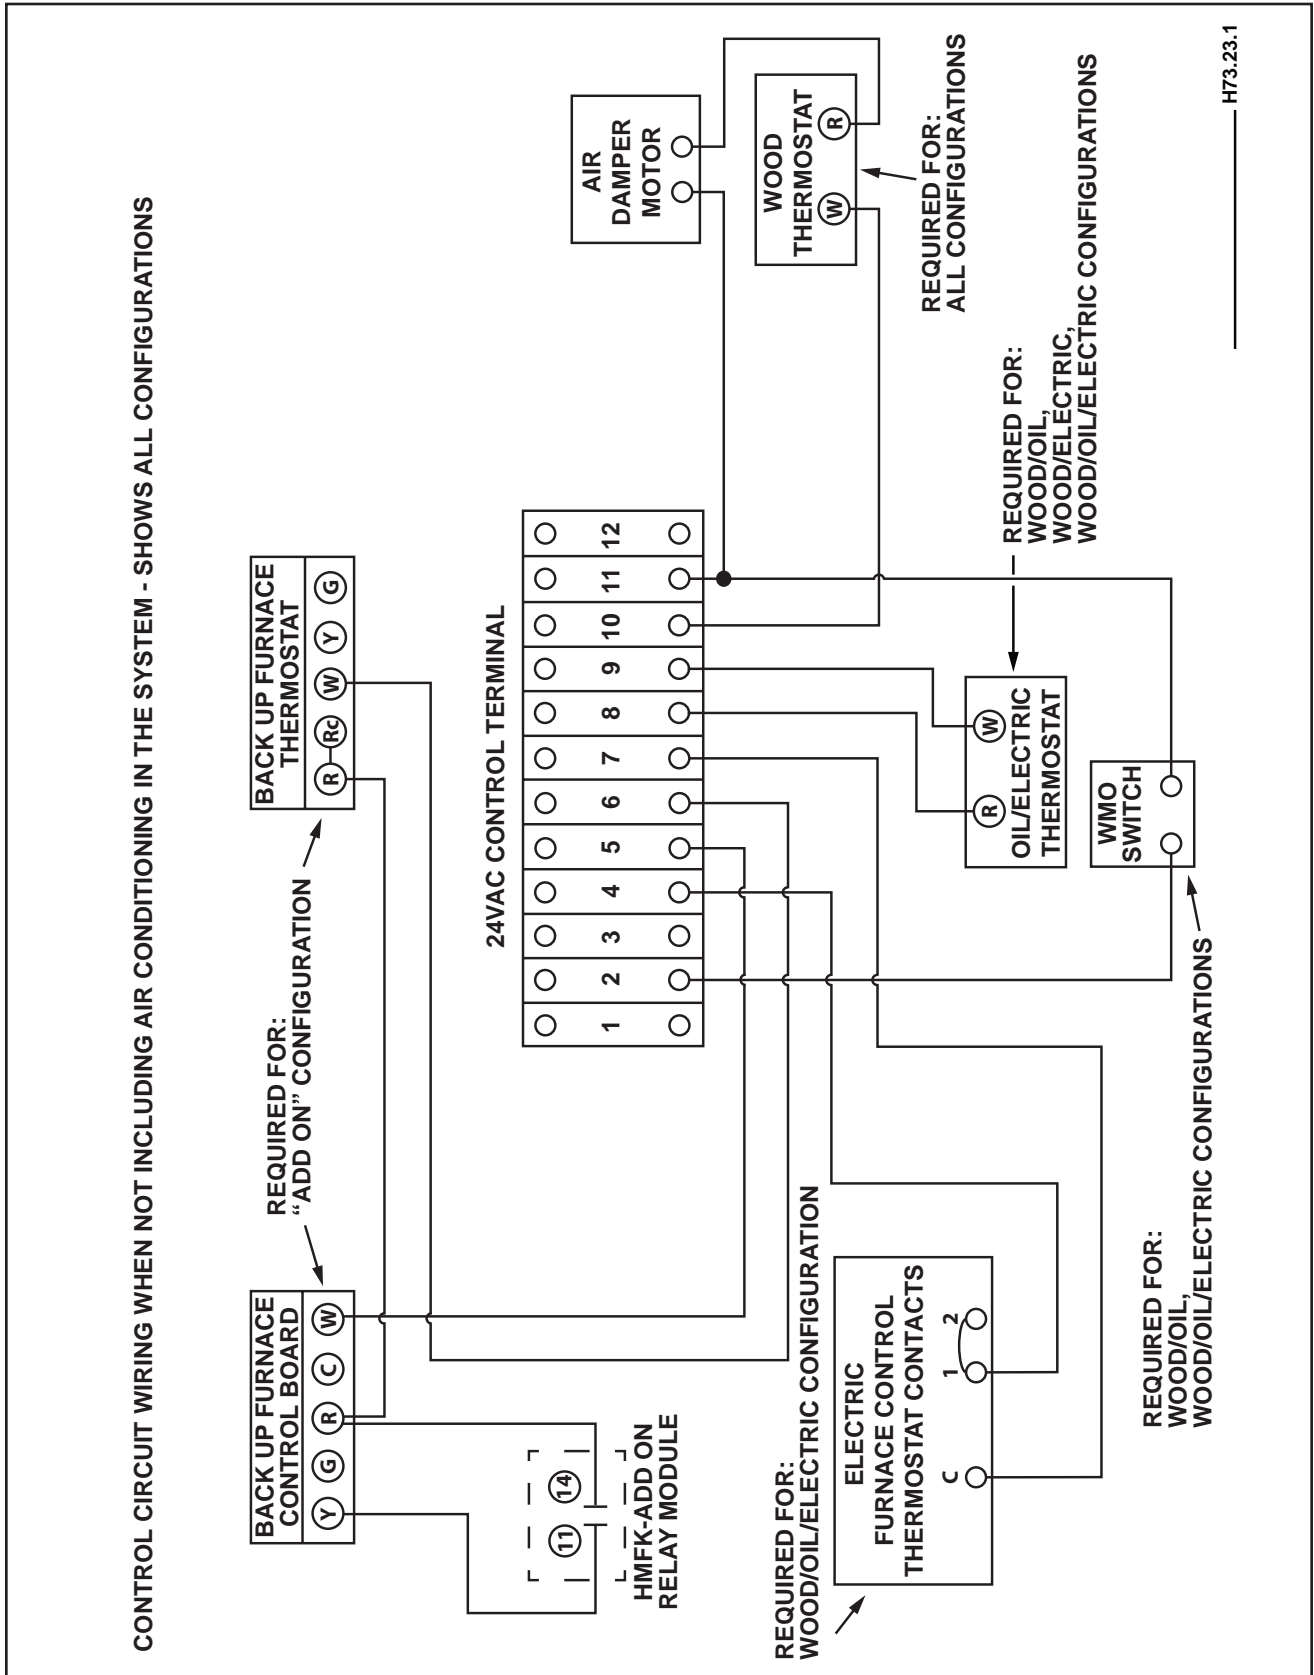 CONTROL CIRCUIT WIRING WHEN NOT INCLUDING AIR CONDITIONING IN THE SYSTEM - SHOWS ALL CONFIGURATIONS
BACK UP FURNACE
CONTROL BOARD
Y G R C W
REQUIRED FOR:
“ADD ON” CONFIGURATION
BACK UP FURNACE
THERMOSTAT
R Rc W Y G
HMFK-ADD ON
RELAY MODULE
11 14
24VAC CONTROL TERMINAL
1 2 3 4 5 6 7 8 9 10 11 12
AIR
DAMPER
MOTOR
WOOD
THERMOSTAT
W R
REQUIRED FOR:
ALL CONFIGURATIONS
REQUIRED FOR:
WOOD/OIL/ELECTRIC CONFIGURATION
ELECTRIC
FURNACE CONTROL
THERMOSTAT CONTACTS
C 1 2
R W
OIL/ELECTRIC
THERMOSTAT
REQUIRED FOR:
WOOD/OIL,
WOOD/ELECTRIC,
WOOD/OIL/ELECTRIC CONFIGURATIONS
WMO
SWITCH
REQUIRED FOR:
WOOD/OIL,
WOOD/OIL/ELECTRIC CONFIGURATIONS
H73.23.1